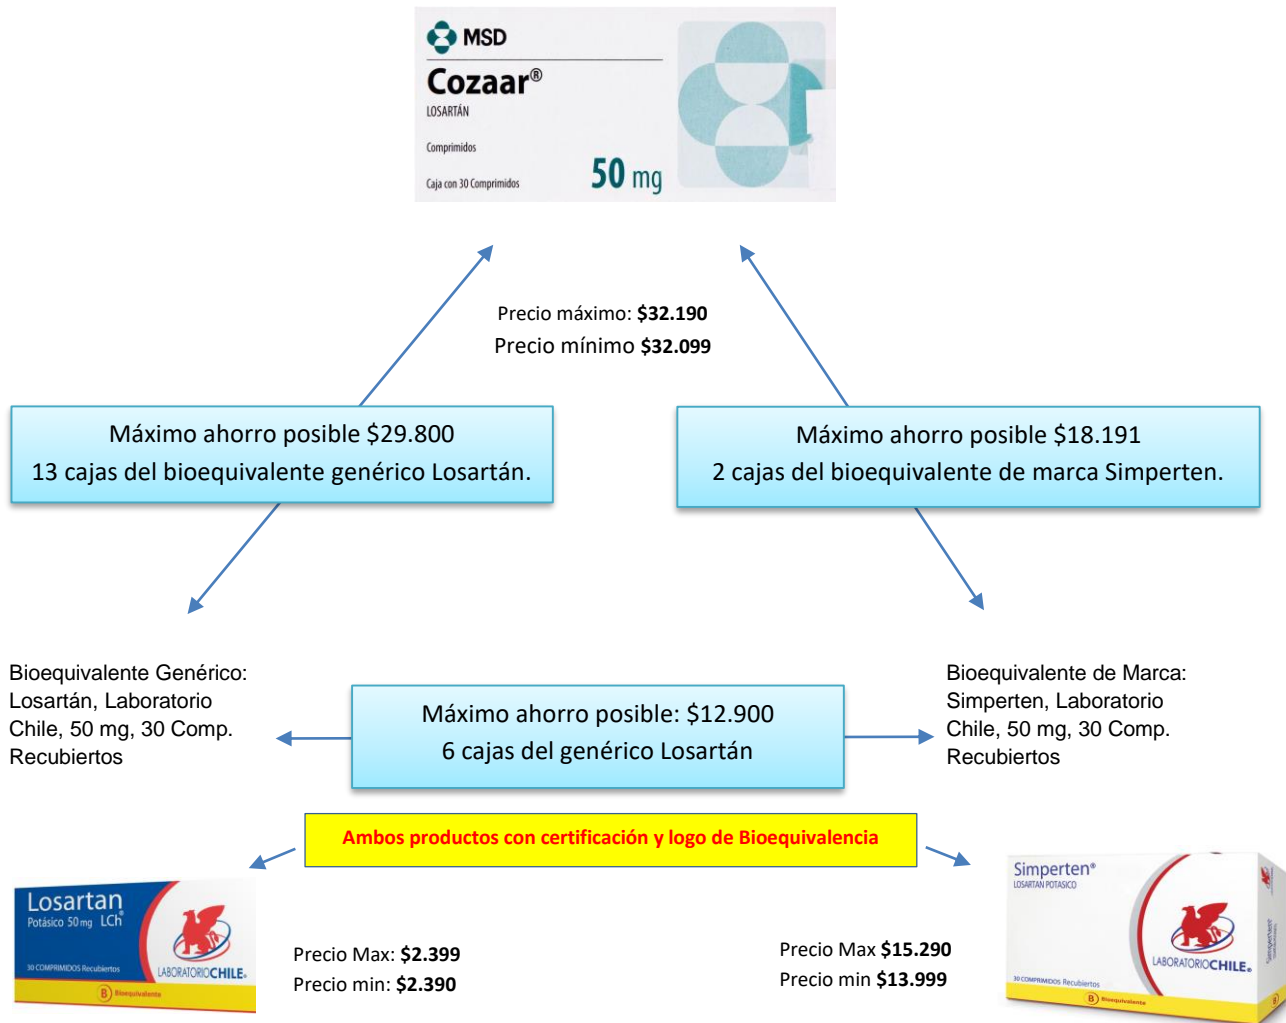 MSD
Cozaar®
LOSARTÁN
Comprimidos
Caja con 30 Comprimidos
50 mg
Precio máximo: $32.190
Precio mínimo $32.099
Máximo ahorro posible $29.800
13 cajas del bioequivalente genérico Losartán.
Máximo ahorro posible $18.191
2 cajas del bioequivalente de marca Simperten.
Bioequivalente Genérico:
Losartán, Laboratorio
Chile, 50 mg, 30 Comp.
Recubiertos
Máximo ahorro posible: $12.900
6 cajas del genérico Losartán
Bioequivalente de Marca:
Simperten, Laboratorio
Chile, 50 mg, 30 Comp.
Recubiertos
Ambos productos con certificación y logo de Bioequivalencia
Losartan
Potásico 50 mg LCh®
30 COMPRIMIDOS Recubiertos
LABORATORIOCHILE®
B Bioequivalente
Precio Max: $2.399
Precio min: $2.390
Precio Max $15.290
Precio min $13.999
Simperten®
LOSARTAN POTASICO
30 COMPRIMIDOS Recubiertos
LABORATORIOCHILE®
B Bioequivalente
Simperten
B